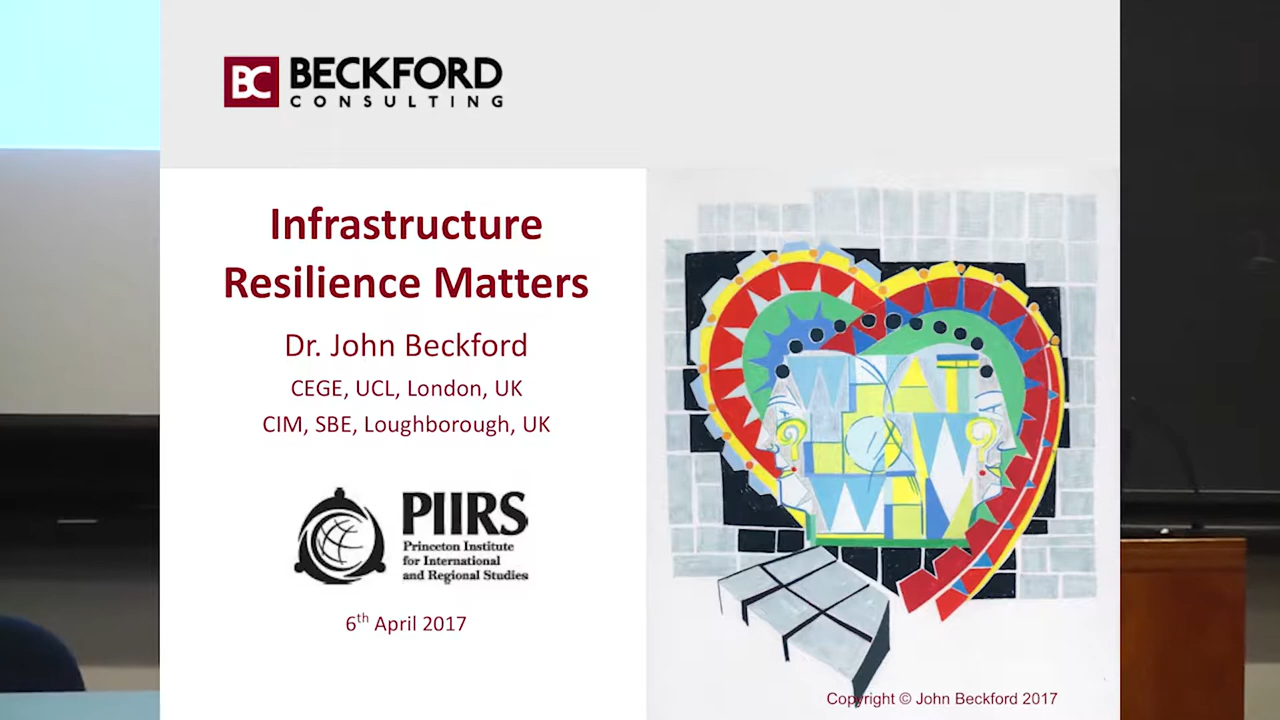 BC BECKFORD
CONSULTING
Infrastructure
Resilience Matters
Dr. John Beckford
CEGE, UCL, London, UK
CIM, SBE, Loughborough, UK
PIIRS
Princeton Institute
for International
and Regional Studies
6th April 2017
Copyright © John Beckford 2017